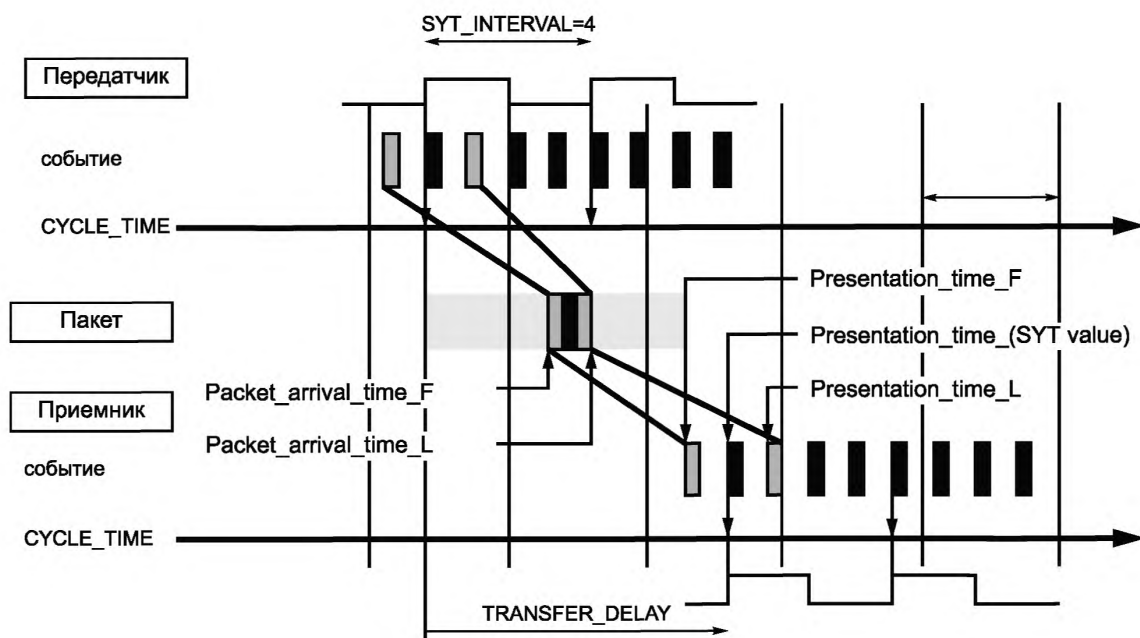 SYT_INTERVAL=4
Передатчик
событие
CYCLE_TIME
Presentation_time_F
Пакет
Presentation_time_(SYT value)
Packet_arrival_time_F
Presentation_time_L
Приемник
Packet_arrival_time_L
событие
CYCLE_TIME
TRANSFER_DELAY